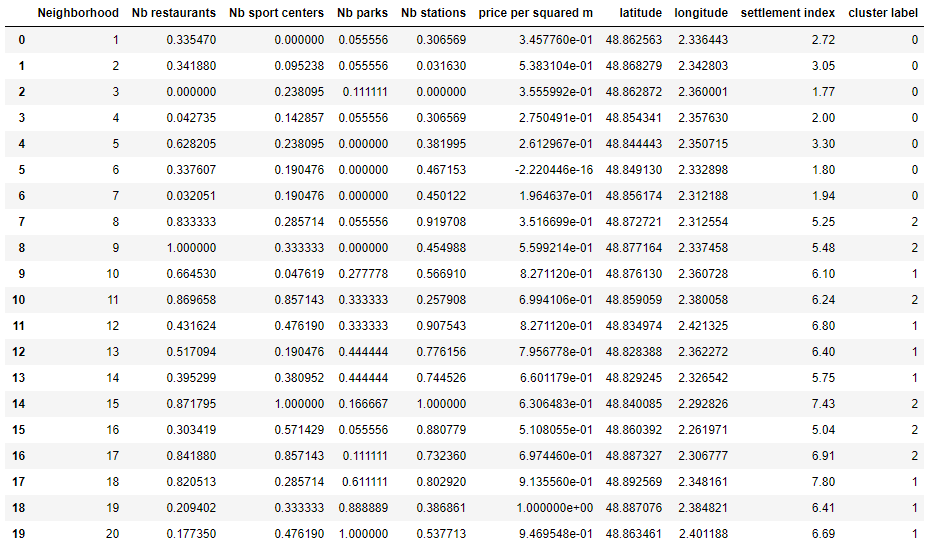 Neighborhood Nb restaurants Nb sport centers Nb parks Nb stations price per squared m latitude longitude settlement index cluster label
0 1 0.335470 0.000000 0.055556 0.306569 3.457760e-01 48.862563 2.336443 2.72 0
1 2 0.341880 0.095238 0.055556 0.031630 5.383104e-01 48.868279 2.342803 3.05 0
2 3 0.000000 0.238095 0.111111 0.000000 3.555992e-01 48.862872 2.360001 1.77 0
3 4 0.042735 0.142857 0.055556 0.306569 2.750491e-01 48.854341 2.357630 2.00 0
4 5 0.628205 0.238095 0.000000 0.381995 2.612967e-01 48.844443 2.350715 3.30 0
5 6 0.337607 0.190476 0.000000 0.467153 -2.220446e-16 48.849130 2.332898 1.80 0
6 7 0.032051 0.190476 0.000000 0.450122 1.964637e-01 48.856174 2.312188 1.94 0
7 8 0.833333 0.285714 0.055556 0.919708 3.516699e-01 48.872721 2.312554 5.25 2
8 9 1.000000 0.333333 0.000000 0.454988 5.599214e-01 48.877164 2.337458 5.48 2
9 10 0.664530 0.047619 0.277778 0.566910 8.271120e-01 48.876130 2.360728 6.10 1
10 11 0.869658 0.857143 0.333333 0.257908 6.994106e-01 48.859059 2.380058 6.24 2
11 12 0.431624 0.476190 0.333333 0.907543 8.271120e-01 48.834974 2.421325 6.80 1
12 13 0.517094 0.190476 0.444444 0.776156 7.956778e-01 48.828388 2.362272 6.40 1
13 14 0.395299 0.380952 0.444444 0.744526 6.601179e-01 48.829245 2.326542 5.75 1
14 15 0.871795 1.000000 0.166667 1.000000 6.306483e-01 48.840085 2.292826 7.43 2
15 16 0.303419 0.571429 0.055556 0.880779 5.108055e-01 48.860392 2.261971 5.04 2
16 17 0.841880 0.857143 0.111111 0.732360 6.974460e-01 48.887327 2.306777 6.91 2
17 18 0.820513 0.285714 0.611111 0.802920 9.135560e-01 48.892569 2.348161 7.80 1
18 19 0.209402 0.333333 0.888889 0.386861 1.000000e+00 48.887076 2.384821 6.41 1
19 20 0.177350 0.476190 1.000000 0.537713 9.469548e-01 48.863461 2.401188 6.69 1